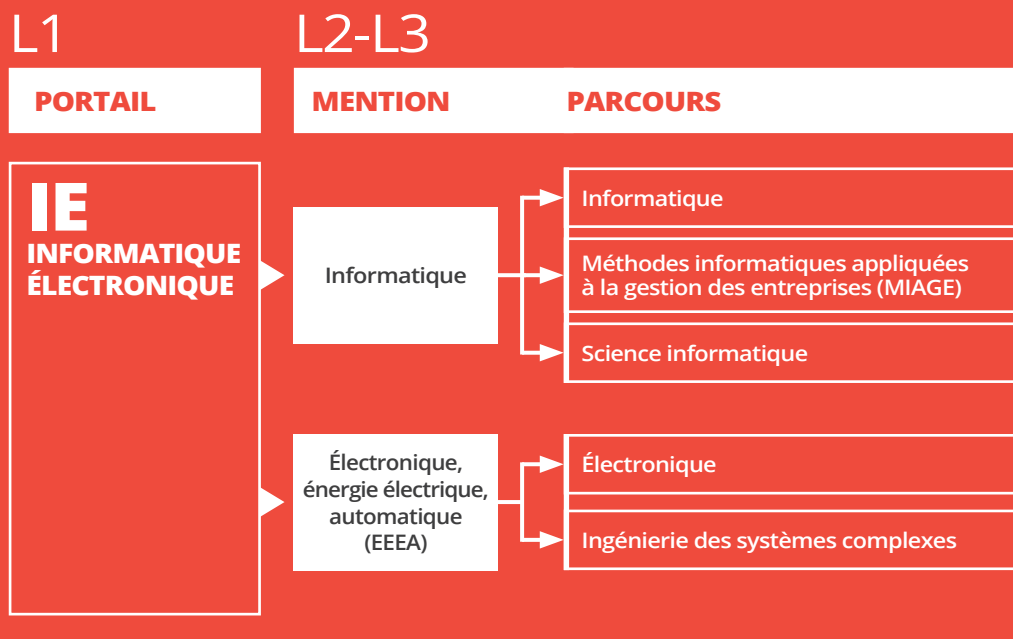 L1
L2-L3
PORTAIL
MENTION
PARCOURS
IE
INFORMATIQUE
ÉLECTRONIQUE
Informatique
Informatique
Méthodes informatiques appliquées
à la gestion des entreprises (MIAGE)
Science informatique
Électronique,
énergie électrique,
automatique
(EEEA)
Électronique
Ingénierie des systèmes complexes